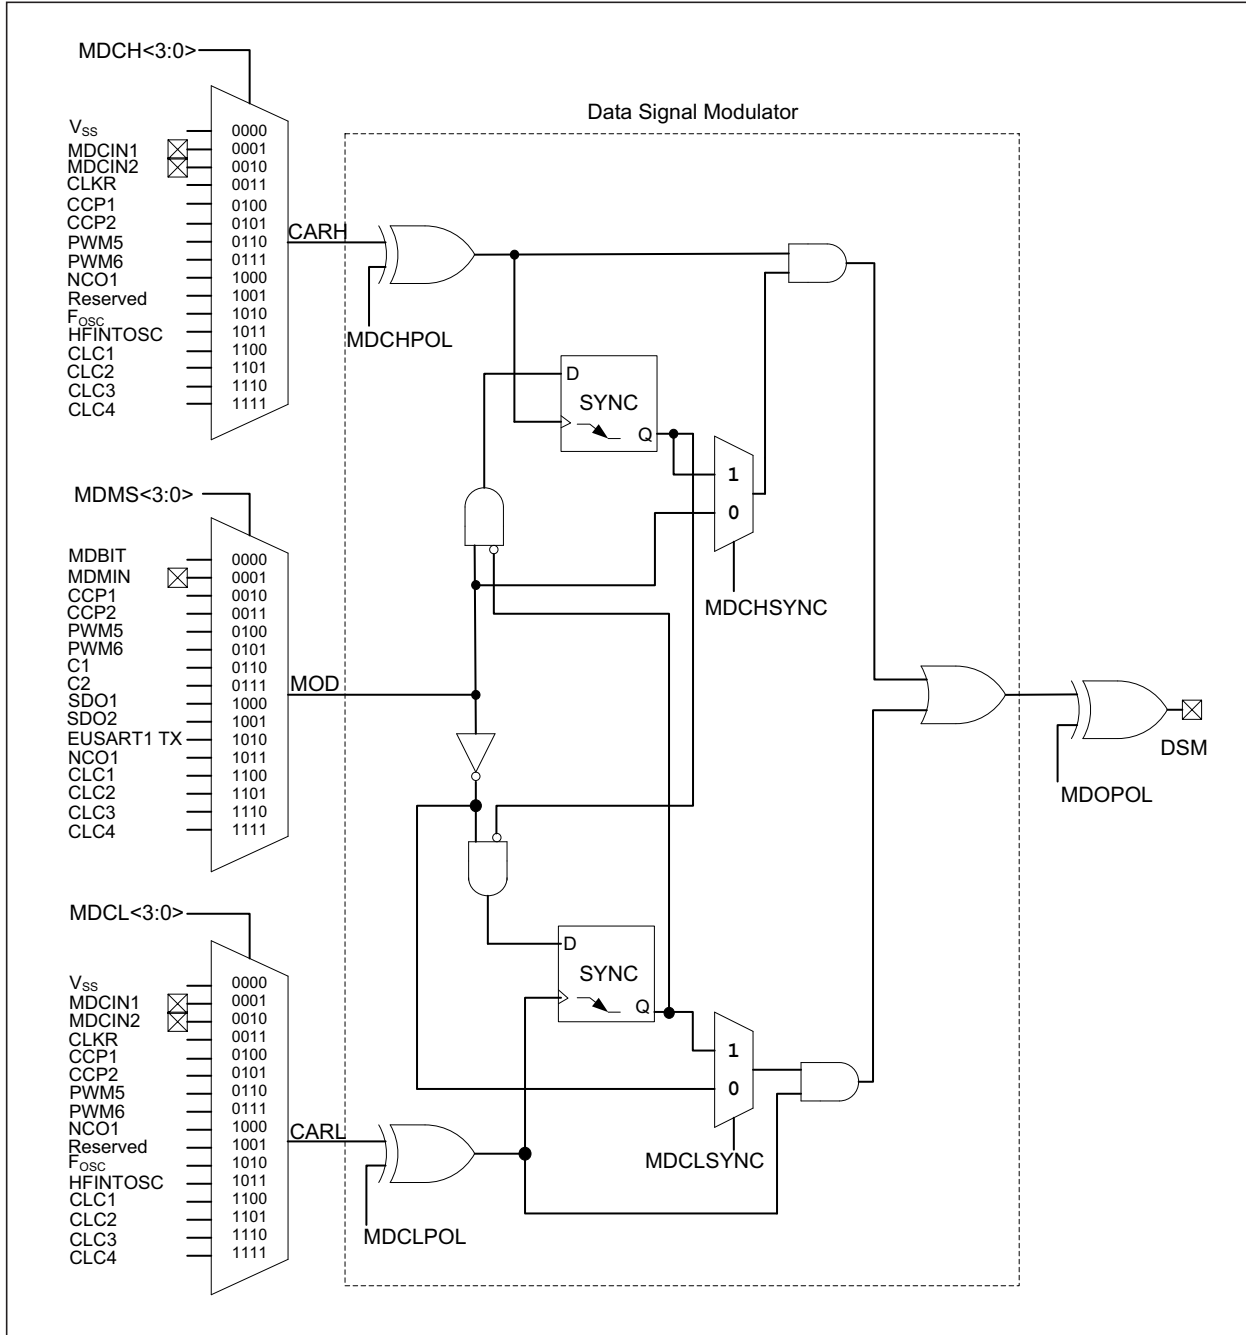 Data Signal Modulator
MDCH<3:0>
VSS 0000
MDCIN1 0001
MDCIN2 0010
CLKR 0011
CCP1 0100
CCP2 0101
PWM5 0110
PWM6 0111
NCO1 1000
Reserved 1001
FOSC 1010
HFINTOSC 1011
CLC1 1100
CLC2 1101
CLC3 1110
CLC4 1111
CARH
MDCHPOL
D
SYNC
Q
1
0
MDCHSYNC
MDMS<3:0>
MDBIT 0000
MDMIN 0001
CCP1 0010
CCP2 0011
PWM5 0100
PWM6 0101
C1 0110
C2 0111
SDO1 1000
SDO2 1001
EUSART1 TX 1010
NCO1 1011
CLC1 1100
CLC2 1101
CLC3 1110
CLC4 1111
MOD
DSM
MDOPOL
MDCL<3:0>
VSS 0000
MDCIN1 0001
MDCIN2 0010
CLKR 0011
CCP1 0100
CCP2 0101
PWM5 0110
PWM6 0111
NCO1 1000
Reserved 1001
FOSC 1010
HFINTOSC 1011
CLC1 1100
CLC2 1101
CLC3 1110
CLC4 1111
CARL
MDCLPOL
D
SYNC
Q
1
0
MDCLSYNC